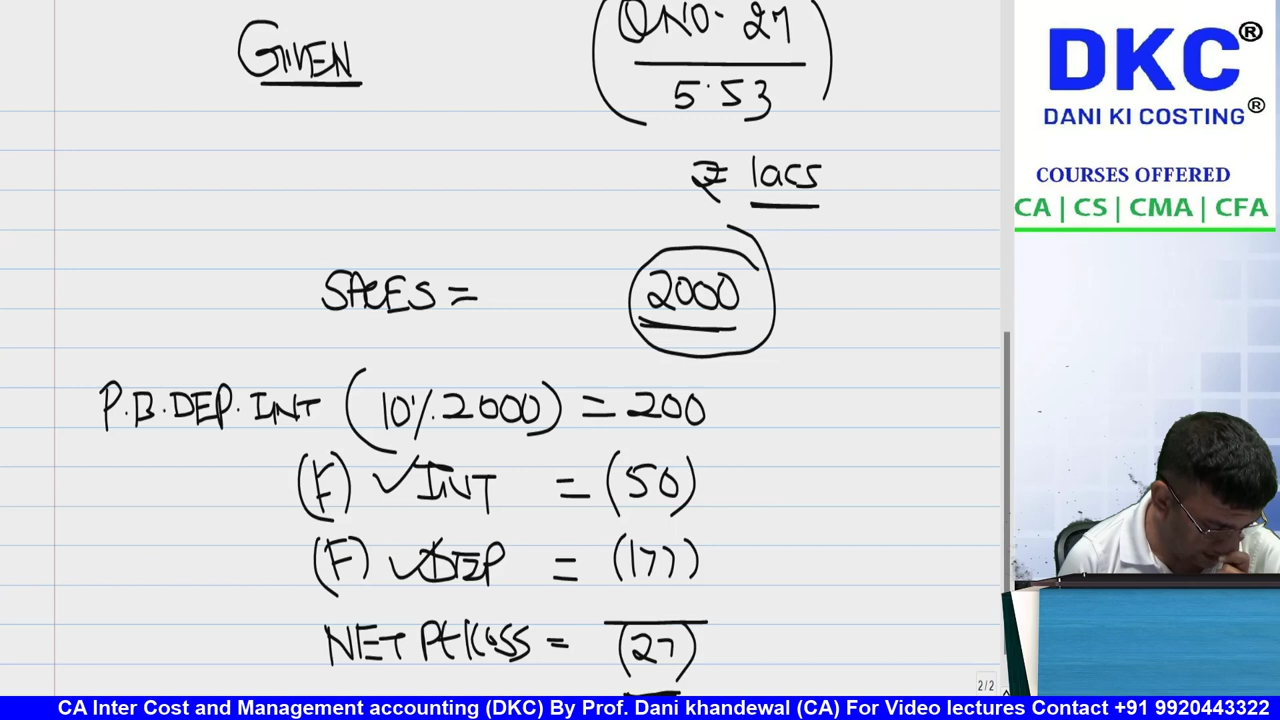 GIVEN
QNO. 27
5.53
₹ lacs
SALES = 2000
P.B.DEP.INT (10% 2000) = 200
(F) ✓INT = (50)
(F) ✓DEP = (177)
NET = (27)
2/2
DKC®
DANI KI COSTING®
COURSES OFFERED
CA | CS | CMA | CFA
CA Inter Cost and Management accounting (DKC) By Prof. Dani khandewal (CA) For Video lectures Contact +91 9920443322